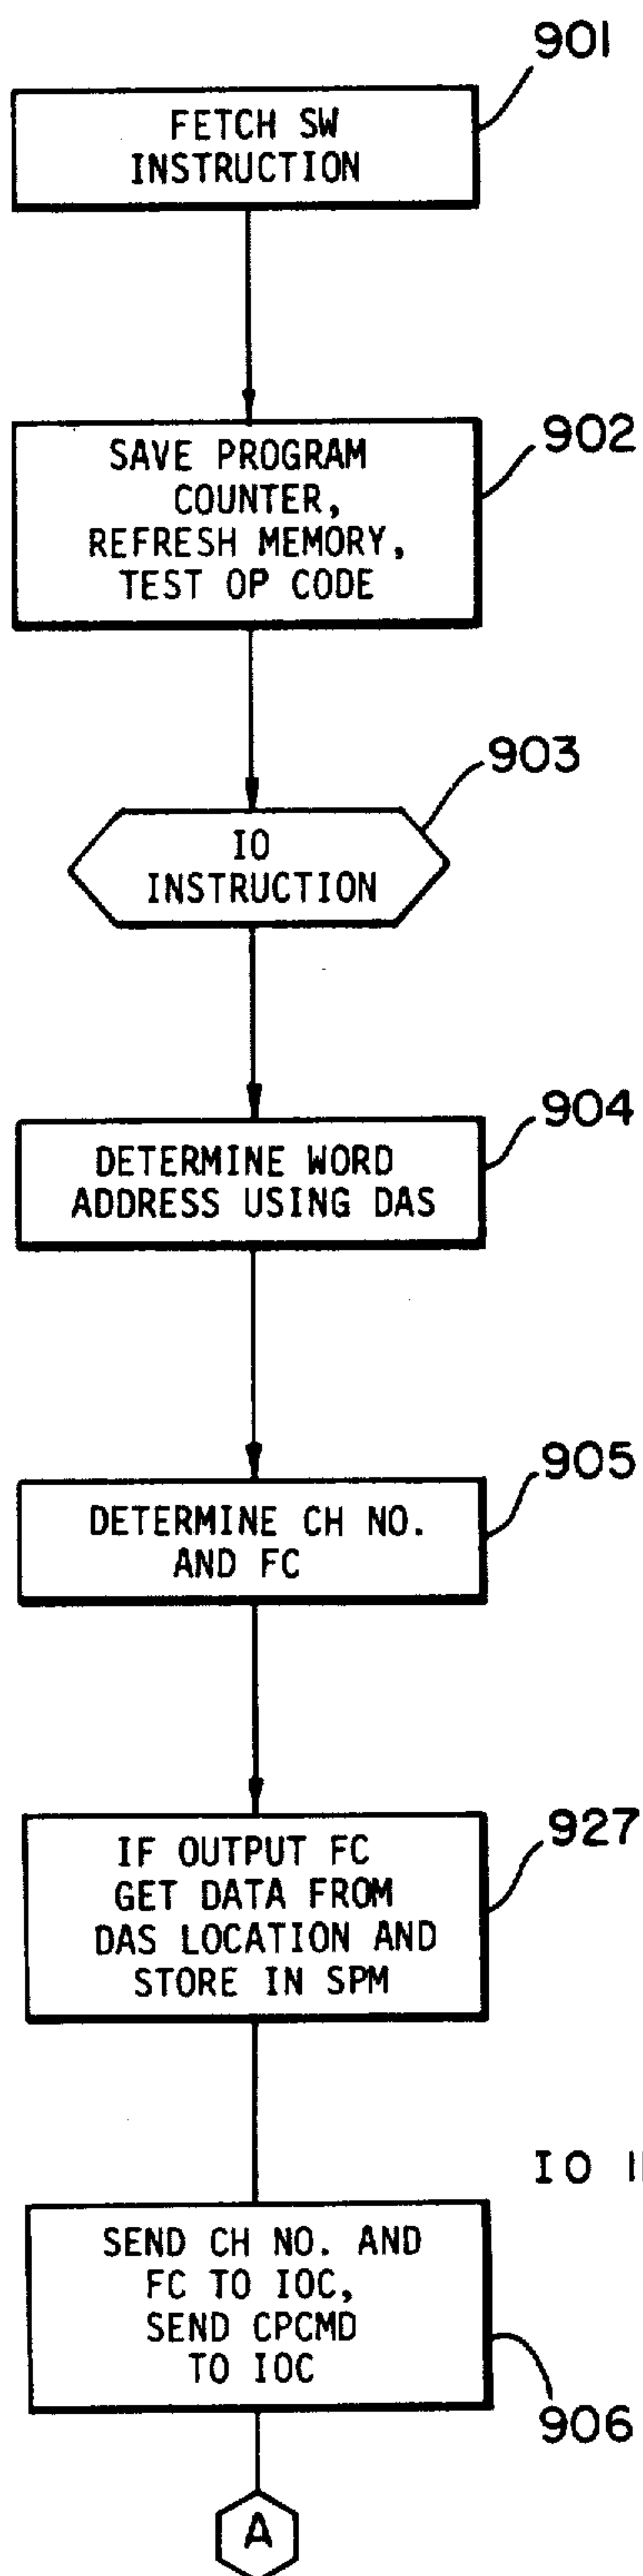 901
FETCH SW
INSTRUCTION
902
SAVE PROGRAM
COUNTER,
REFRESH MEMORY,
TEST OP CODE
903
IO
INSTRUCTION
904
DETERMINE WORD
ADDRESS USING DAS
905
DETERMINE CH NO.
AND FC
927
IF OUTPUT FC
GET DATA FROM
DAS LOCATION AND
STORE IN SPM
IO
SEND CH NO. AND
FC TO IOC,
SEND CPCMD
TO IOC
906
A